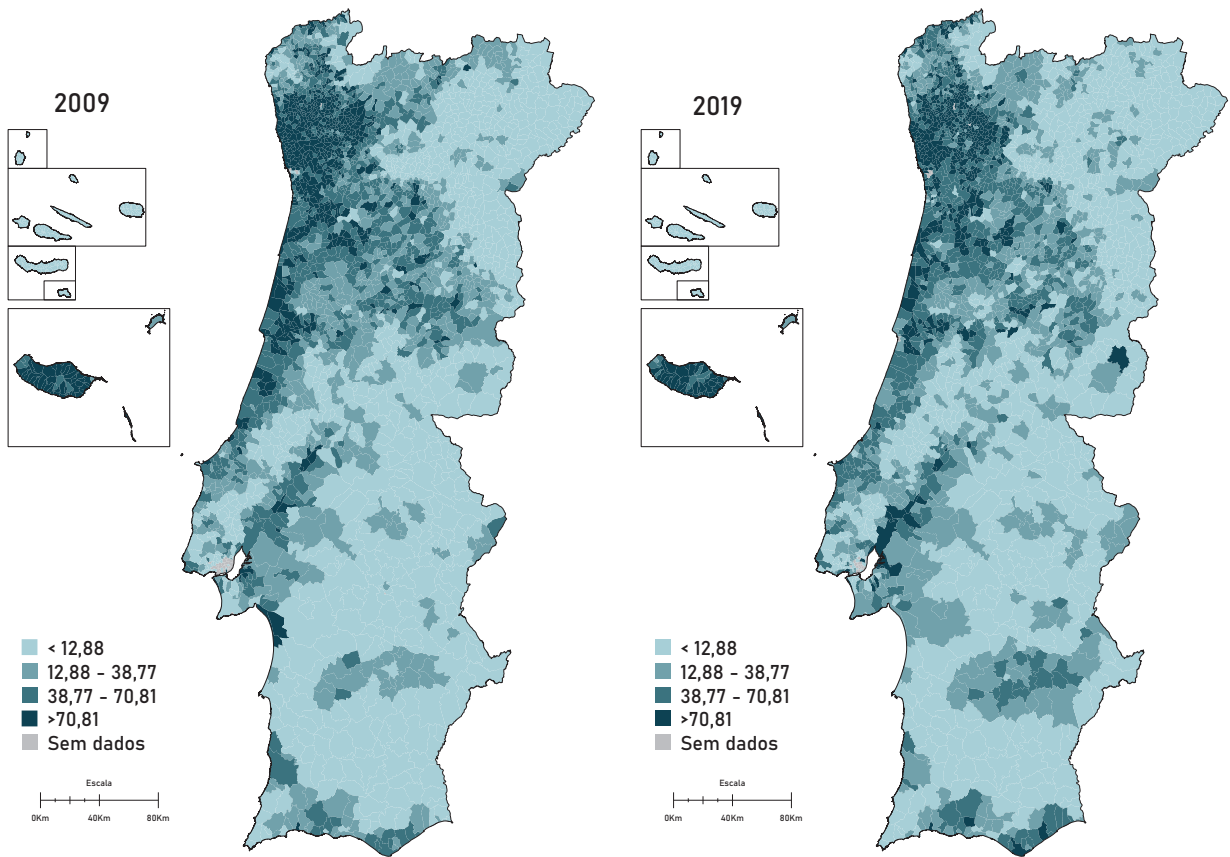 2009
< 12,88
12,88 - 38,77
38,77 - 70,81
>70,81
Sem dados
Escala
0Km 40Km 80Km
2019
< 12,88
12,88 - 38,77
38,77 - 70,81
>70,81
Sem dados
Escala
0Km 40Km 80Km